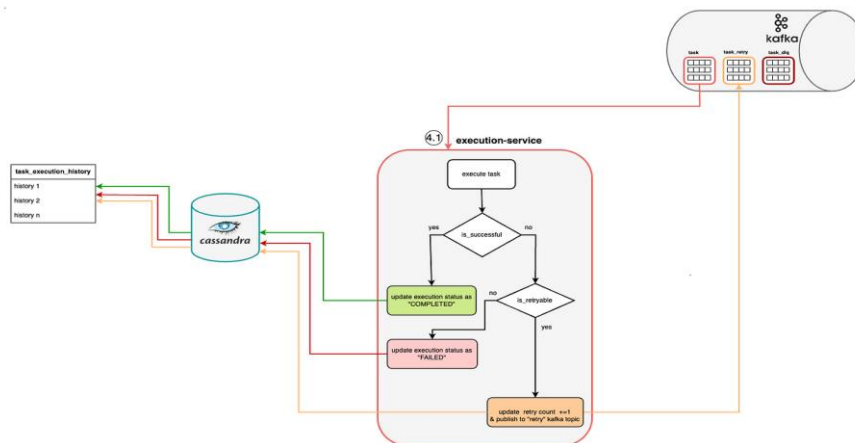 kafka
task
task_retry
task_dlq
4.1
execution-service
execute task
is_successful
yes
no
update execution status as
"COMPLETED"
is_retryable
no
yes
update execution status as
"FAILED"
update retry count +=1
& publish to "retry" kafka topic
task_execution_history
history 1
history 2
history n
cassandra